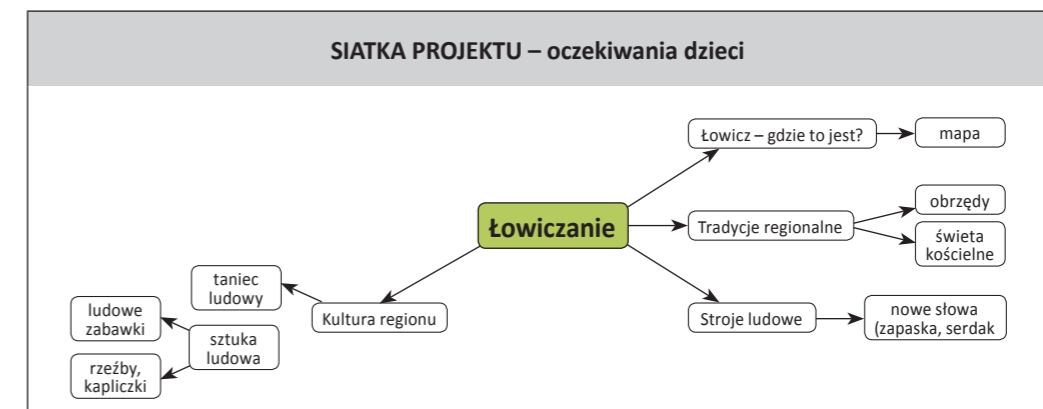 SIATKA PROJEKTU – oczekiwania dzieci
Łowicz – gdzie to jest?
mapa
Łowiczanie
Tradycje regionalne
obrzędy
święta
kościelne
Stroje ludowe
nowe słowa
(zapaska, serdak
Kultura regionu
taniec
ludowy
sztuka
ludowa
ludowe
zabawki
rzeźby,
kapliczki